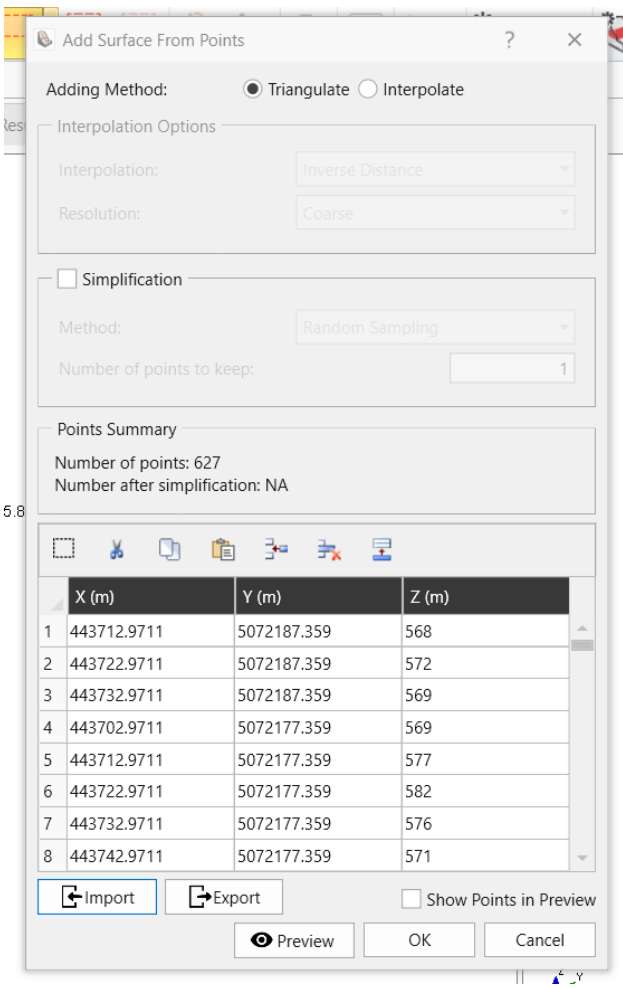 Add Surface From Points ? ×
Adding Method: Triangulate Interpolate
Res
Interpolation Options
Interpolation: Inverse Distance
Resolution: Coarse
Simplification
Method: Random Sampling
Number of points to keep: 1
Points Summary
Number of points: 627
Number after simplification: NA
5.8
X (m) Y (m) Z (m)
1 443712.9711 5072187.359 568
2 443722.9711 5072187.359 572
3 443732.9711 5072187.359 569
4 443702.9711 5072177.359 569
5 443712.9711 5072177.359 577
6 443722.9711 5072177.359 582
7 443732.9711 5072177.359 576
8 443742.9711 5072177.359 571
Import Export Show Points in Preview
Preview OK Cancel
Z Y